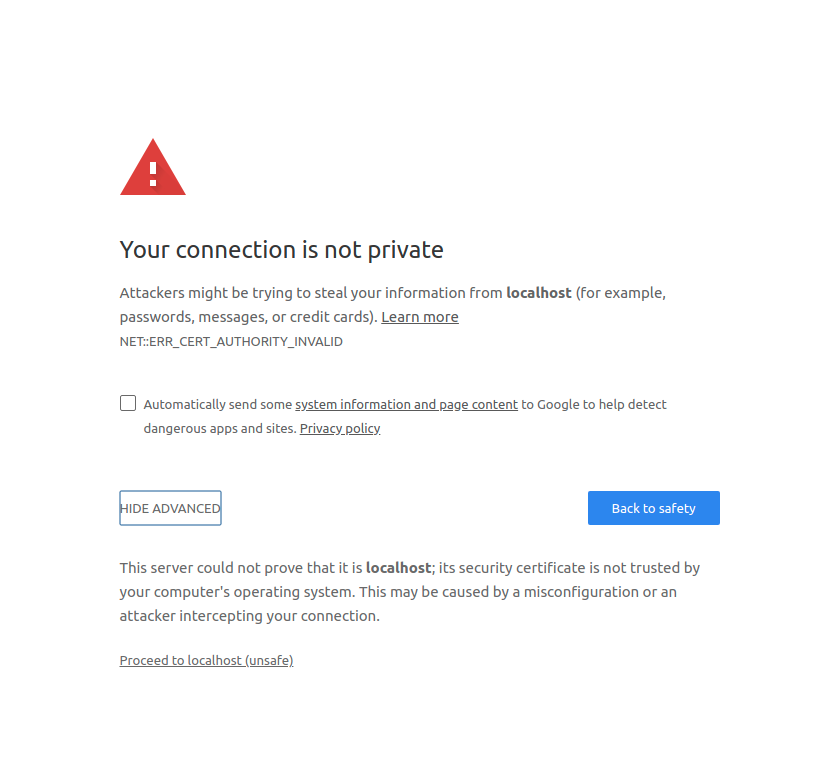 Your connection is not private
Attackers might be trying to steal your information from localhost (for example,
passwords, messages, or credit cards). Learn more
NET::ERR_CERT_AUTHORITY_INVALID
Automatically send some system information and page content to Google to help detect
dangerous apps and sites. Privacy policy
HIDE ADVANCED
Back to safety
This server could not prove that it is localhost; its security certificate is not trusted by
your computer's operating system. This may be caused by a misconfiguration or an
attacker intercepting your connection.
Proceed to localhost (unsafe)